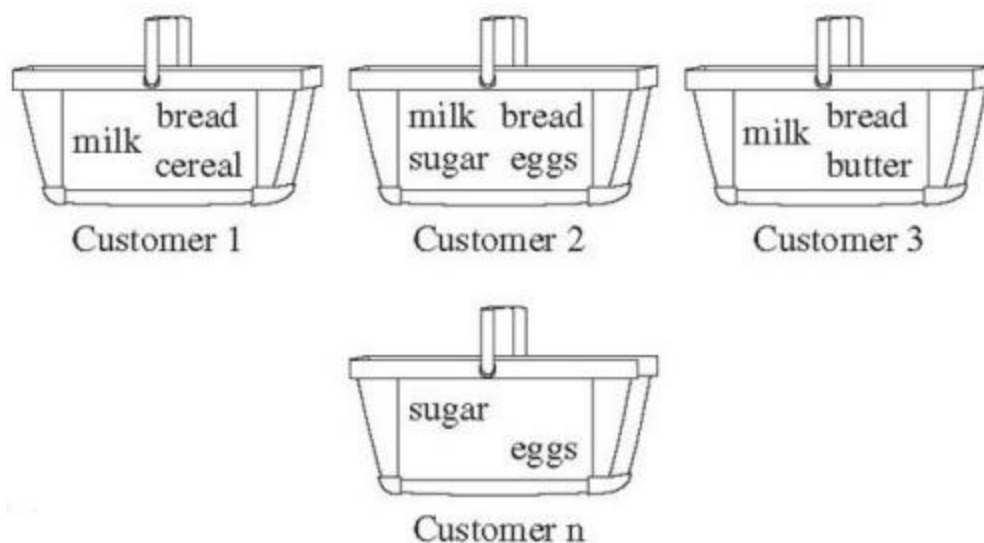 milk bread
cereal
Customer 1
milk bread
sugar eggs
Customer 2
milk bread
butter
Customer 3
sugar
eggs
Customer n